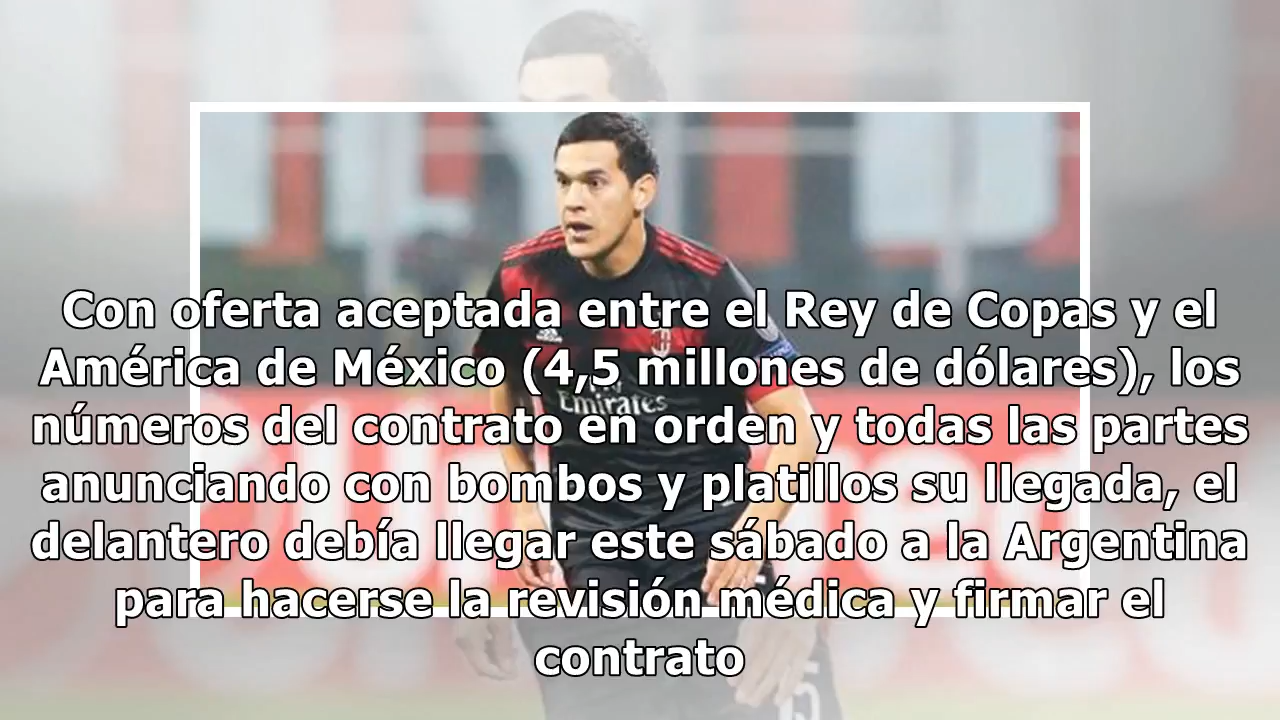 Con oferta aceptada entre el Rey de Copas y el
América de México (4,5 millones de dólares), los
números del contrato en orden y todas las partes
anunciando con bombos y platillos su llegada, el
delantero debía llegar este sábado a la Argentina
para hacerse la revisión médica y firmar el
contrato
Emirates